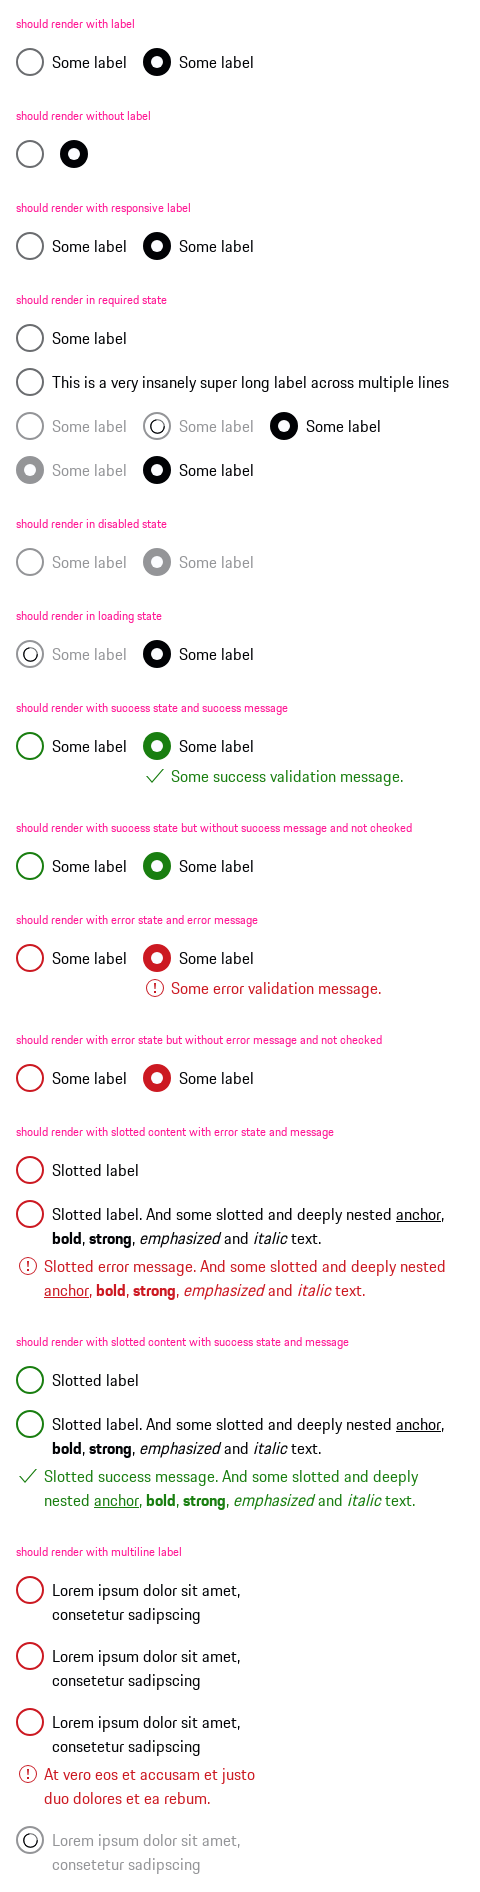 should render with label
Some label Some label
should render without label
should render with responsive label
Some label Some label
should render in required state
Some label
This is a very insanely super long label across multiple lines
Some label Some label Some label
Some label Some label
should render in disabled state
Some label Some label
should render in loading state
Some label Some label
should render with success state and success message
Some label Some label
Some success validation message.
should render with success state but without success message and not checked
Some label Some label
should render with error state and error message
Some label Some label
Some error validation message.
should render with error state but without error message and not checked
Some label Some label
should render with slotted content with error state and message
Slotted label
Slotted label. And some slotted and deeply nested anchor,
bold, strong, emphasized and italic text.
Slotted error message. And some slotted and deeply nested
anchor, bold, strong, emphasized and italic text.
should render with slotted content with success state and message
Slotted label
Slotted label. And some slotted and deeply nested anchor,
bold, strong, emphasized and italic text.
Slotted success message. And some slotted and deeply
nested anchor, bold, strong, emphasized and italic text.
should render with multiline label
Lorem ipsum dolor sit amet,
consetetur sadipscing
Lorem ipsum dolor sit amet,
consetetur sadipscing
Lorem ipsum dolor sit amet,
consetetur sadipscing
At vero eos et accusam et justo
duo dolores et ea rebum.
Lorem ipsum dolor sit amet,
consetetur sadipscing